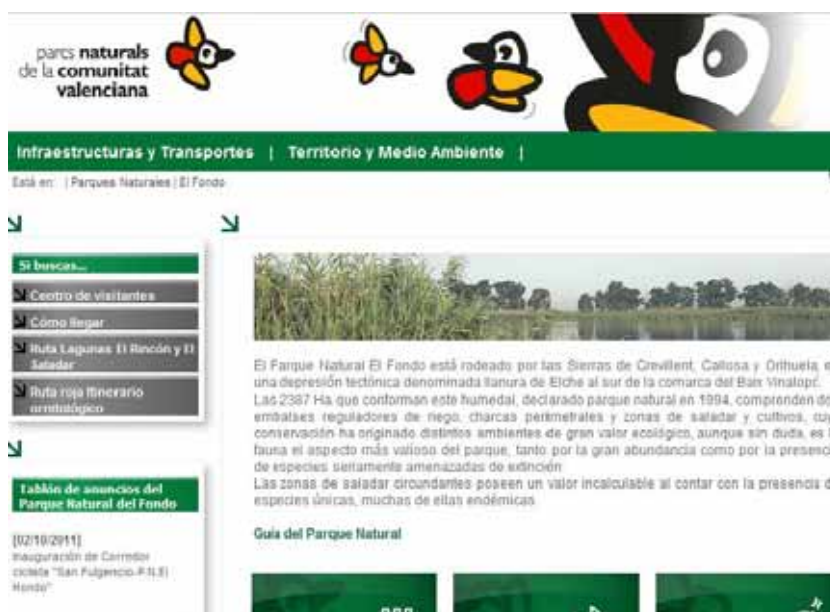 parcs naturals
de la comunitat
valenciana
Infraestructuras y Transportes | Territorio y Medio Ambiente |
Está en: | Parques Naturales | El Fondo
Si buscas...
Centro de visitantes
Cómo llegar
Ruta Lagunas El Rincón y El
Saladar
Ruta roja Itinerario
ornitológico
El Parque Natural El Fondo está rodeado por las Sierras de Crevillent, Callosa y Orihuela, e
una depresión tectónica denominada llanura de Elche al sur de la comarca del Baix Vinalopó.
Las 2387 Ha que conforman este humedal, declarado parque natural en 1994, comprenden do
embalses reguladores de riego, charcas perimetrales y zonas de saladar y cultivos, cuy
conservación ha originado distintos ambientes de gran valor ecológico, aunque sin duda, es l
fauna el aspecto más valioso del parque, tanto por la gran abundancia como por la presenci
de especies seriamente amenazadas de extinción
Las zonas de saladar circundantes poseen un valor incalculable al contar con la presencia d
especies únicas, muchas de ellas endémicas
Guía del Parque Natural
Tablón de anuncios del
Parque Natural del Fondo
[02/10/2011]
Inauguración de Corredor
ciclista "San Fulgencio-P.N.El
Hondo"